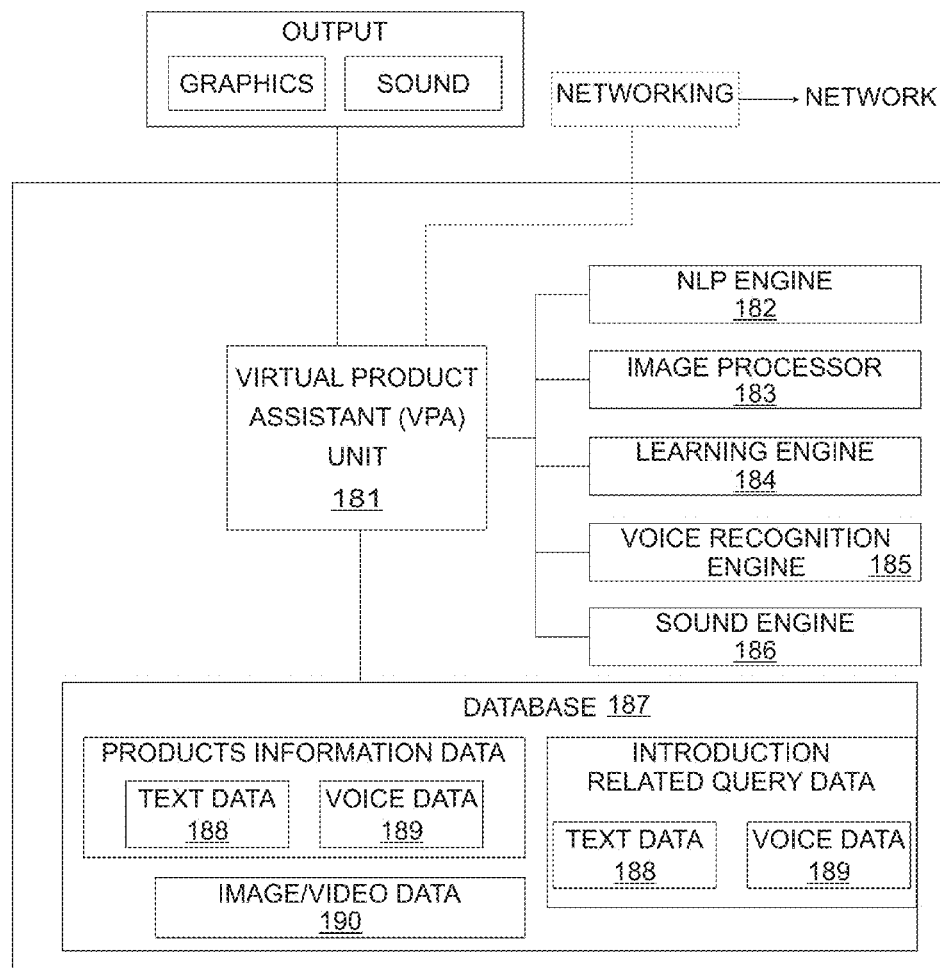 OUTPUT
GRAPHICS
SOUND
NETWORKING
NETWORK
NLP ENGINE
182
IMAGE PROCESSOR
183
LEARNING ENGINE
184
VOICE RECOGNITION
ENGINE 185
SOUND ENGINE
186
VIRTUAL PRODUCT
ASSISTANT (VPA)
UNIT
181
DATABASE 187
PRODUCTS INFORMATION DATA
TEXT DATA
188
VOICE DATA
189
IMAGE/VIDEO DATA
190
INTRODUCTION
RELATED QUERY DATA
TEXT DATA
188
VOICE DATA
189